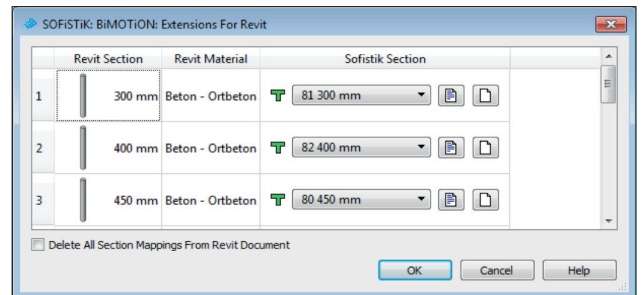 SOFiSTiK: BiMOTiON: Extensions For Revit
Revit Section Revit Material Sofistik Section
1 300 mm Beton - Ortbeton 81 300 mm
2 400 mm Beton - Ortbeton 82 400 mm
3 450 mm Beton - Ortbeton 80 450 mm
Delete All Section Mappings From Revit Document
OK Cancel Help